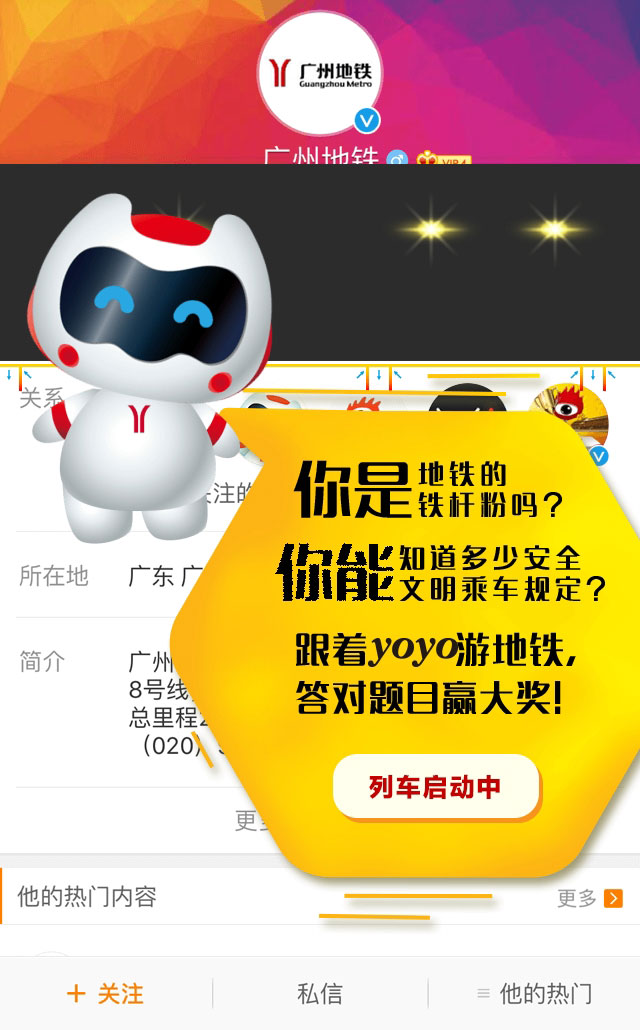 广州地铁
Guangzhou Metro
V
广州地铁
VIP 4
关系
V
注的
你是地铁的
铁杆粉吗？
你能知道多少安全
文明乘车规定？
所在地
广东 广
跟着yoyo游地铁,
答对题目赢大奖!
简介
广州
8号线
总里程2
（020）
列车启动中
更多
他的热门内容
更多
+ 关注
私信
他的热门